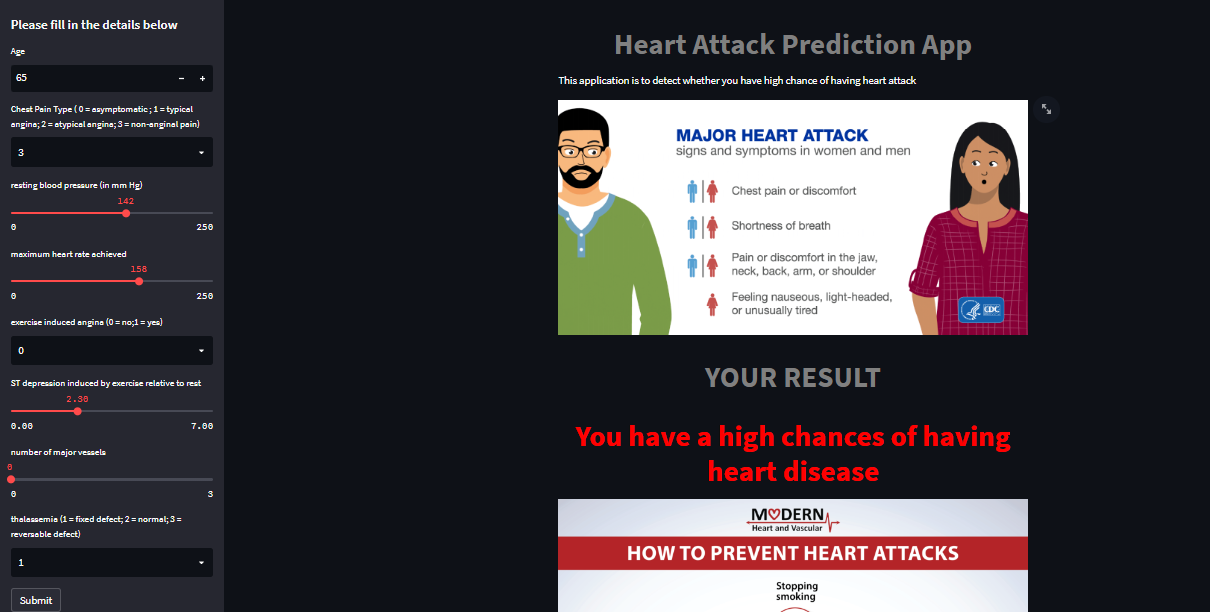 Please fill in the details below
Age
65
− +
Chest Pain Type ( 0 = asymptomatic ; 1 = typical
angina; 2 = atypical angina; 3 = non-anginal pain)
3
resting blood pressure (in mm Hg)
142
0 250
maximum heart rate achieved
158
0 250
exercise induced angina (0 = no;1 = yes)
0
ST depression induced by exercise relative to rest
2.30
0.00 7.00
number of major vessels
0
0 3
thalassemia (1 = fixed defect; 2 = normal; 3 =
reversable defect)
1
Submit
Heart Attack Prediction App
This application is to detect whether you have high chance of having heart attack
MAJOR HEART ATTACK
signs and symptoms in women and men
Chest pain or discomfort
Shortness of breath
Pain or discomfort in the jaw,
neck, back, arm, or shoulder
Feeling nauseous, light-headed,
or unusually tired
CDC
YOUR RESULT
You have a high chances of having
heart disease
MODERN
Heart and Vascular
HOW TO PREVENT HEART ATTACKS
Stopping
smoking